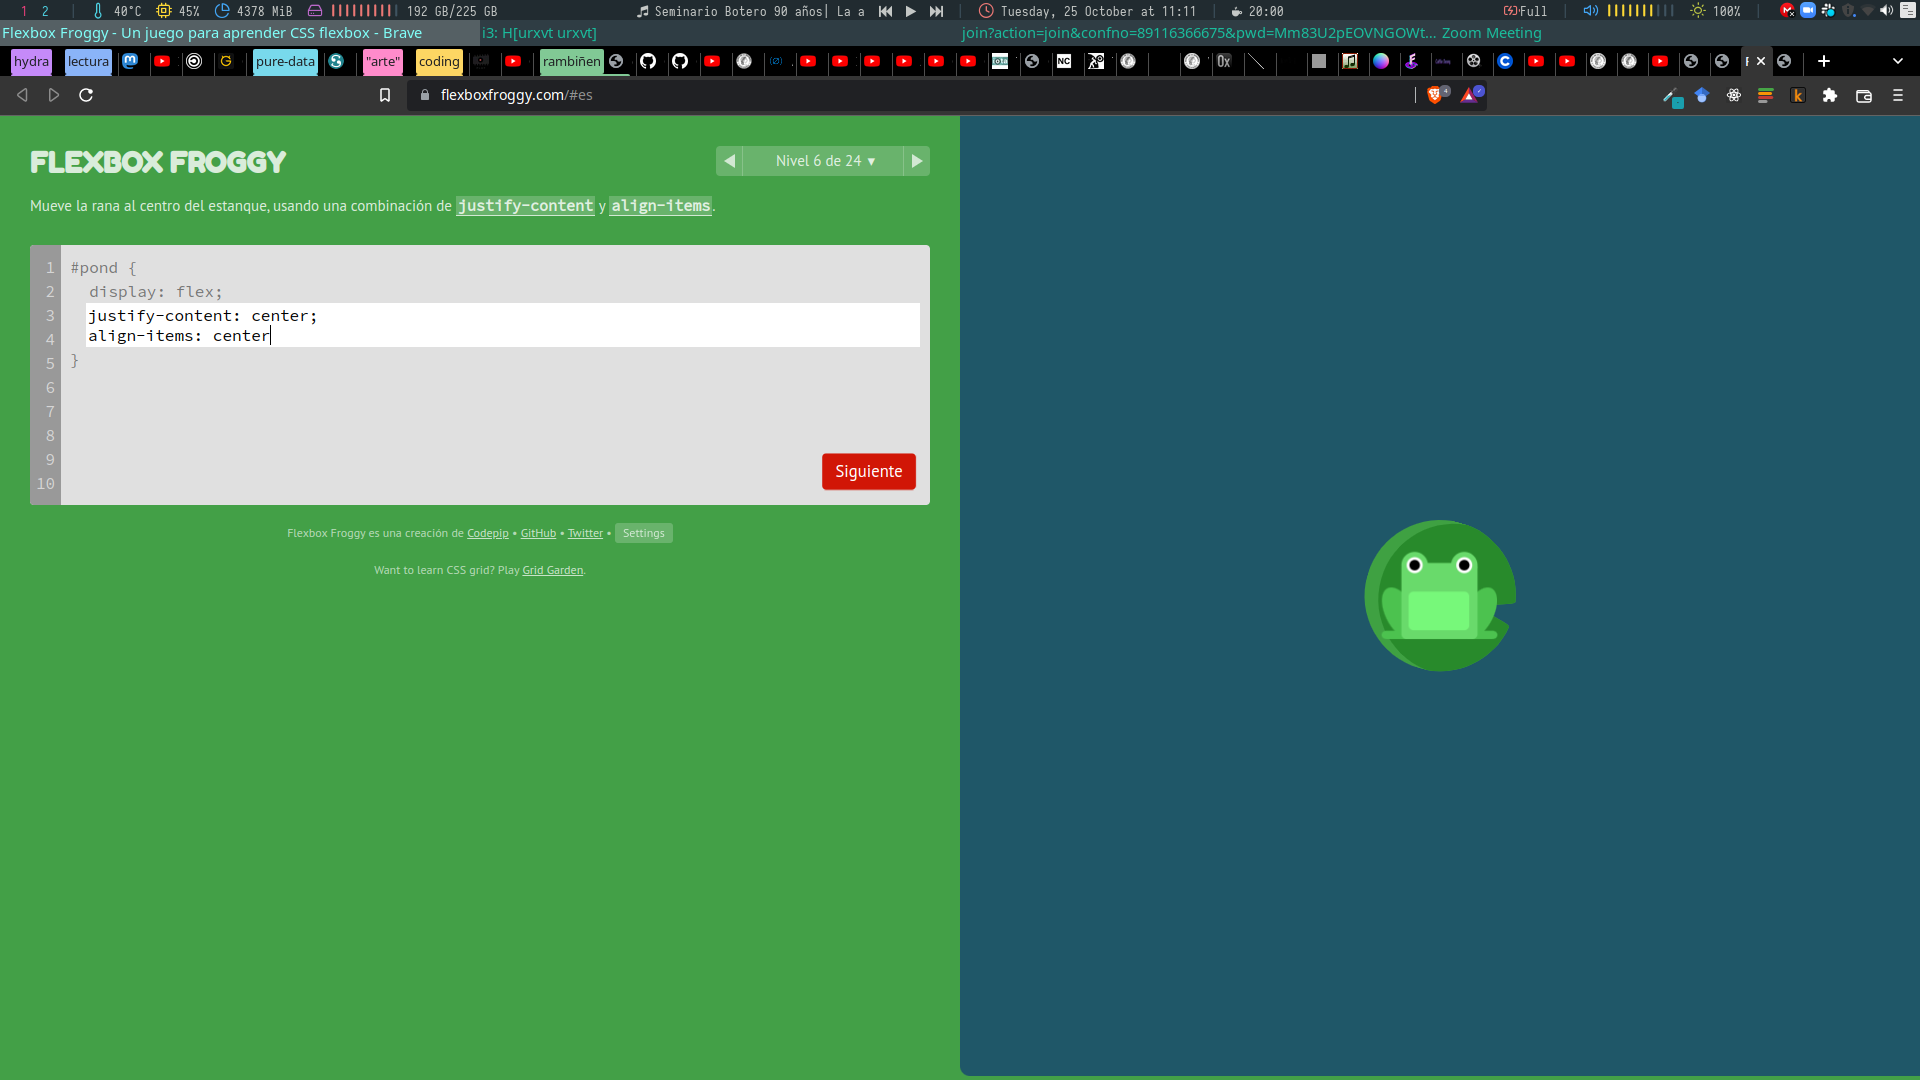 1 2 40°C 45% 4378 MiB 192 GB/225 GB Seminario Botero 90 años| La a Tuesday, 25 October at 11:11 20:00 Full 100%
Flexbox Froggy - Un juego para aprender CSS flexbox - Brave i3: H[urxvt urxvt] join?action=join&confno=89116366675&pwd=Mm83U2pEOVNGOWt... Zoom Meeting
hydra lectura pure-data "arte" coding rambiñen NC 0x
flexboxfroggy.com/#es 4
FLEXBOX FROGGY
Nivel 6 de 24 ▼
Mueve la rana al centro del estanque, usando una combinación de justify-content y align-items.
1 #pond {
2 display: flex;
3 justify-content: center;
4 align-items: center
5 }
6
7
8
9
10
Siguiente
Flexbox Froggy es una creación de Codepip • GitHub • Twitter • Settings
Want to learn CSS grid? Play Grid Garden.